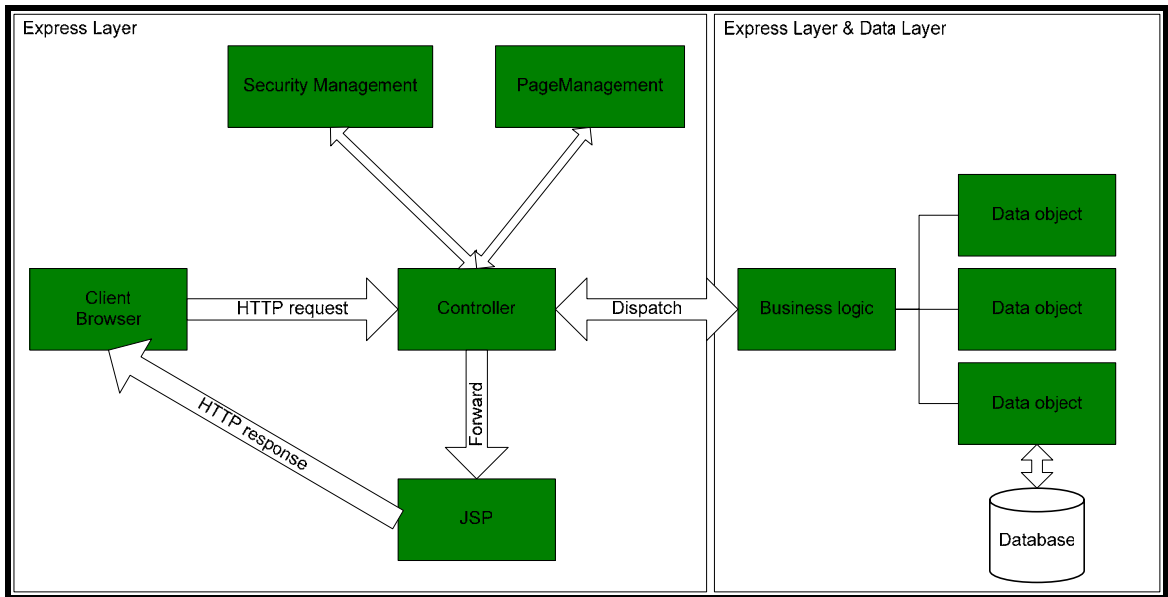 Express Layer
Express Layer & Data Layer
Security Management
PageManagement
Data object
Client
Browser
HTTP request
Controller
Dispatch
Business logic
Data object
HTTP response
Forward
Data object
JSP
Database